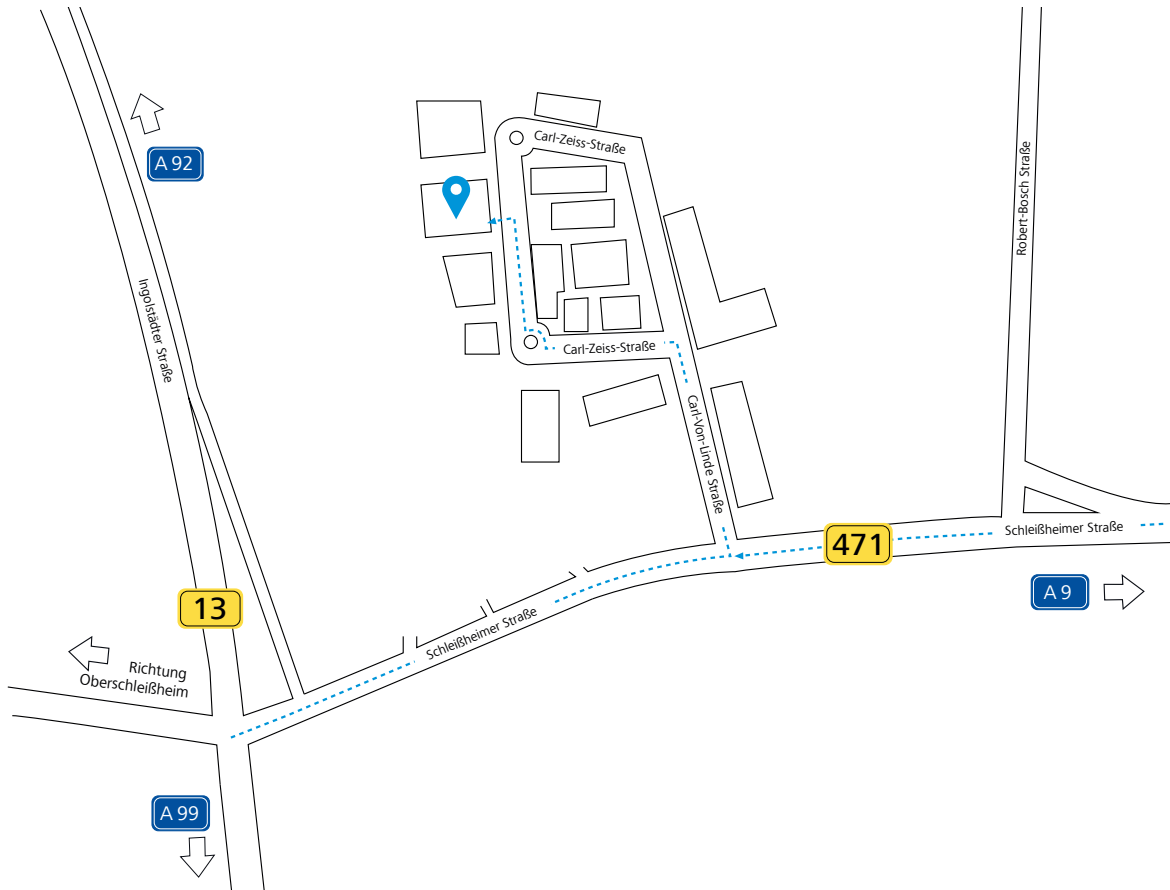 Carl-Zeiss-Straße
A 92
Robert-Bosch Straße
Ingolstädter Straße
Carl-Zeiss-Straße
Carl-Von-Linde Straße
Schleißheimer Straße
471
A 9
13
Schleißheimer Straße
Richtung
Oberschleißheim
A 99